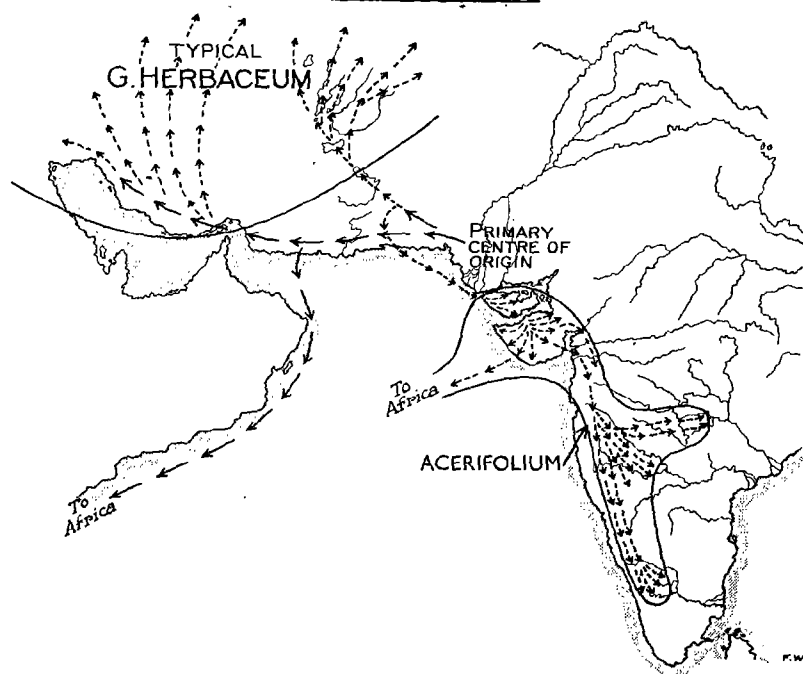 TYPICAL
G. HERBACEUM
PRIMARY
CENTRE OF
ORIGIN
To
Africa
ACERIFOLIUM
To
Africa
F.W